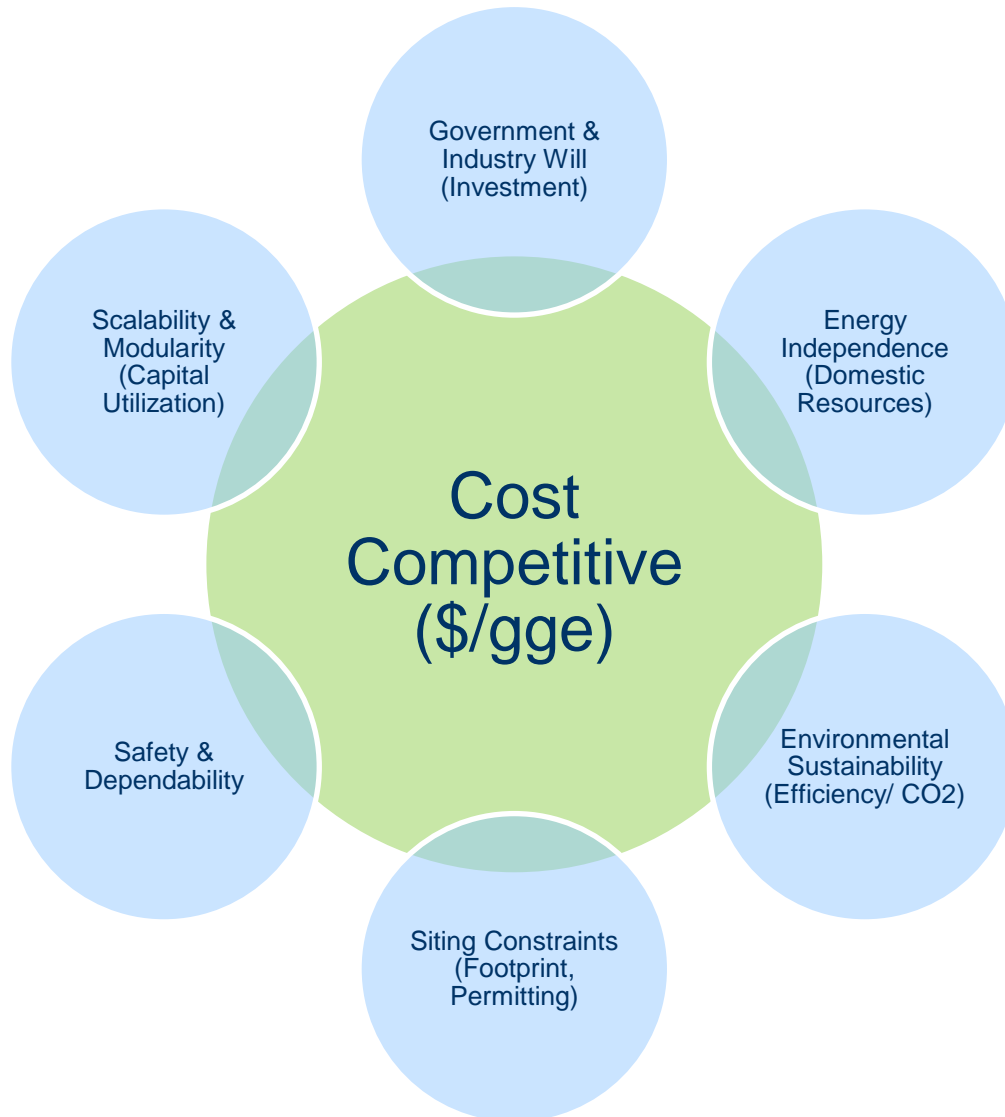 Government &
Industry Will
(Investment)
Scalability &
Modularity
(Capital
Utilization)
Energy
Independence
(Domestic
Resources)
Cost
Competitive
($/gge)
Safety &
Dependability
Environmental
Sustainability
(Efficiency/ CO2)
Siting Constraints
(Footprint,
Permitting)